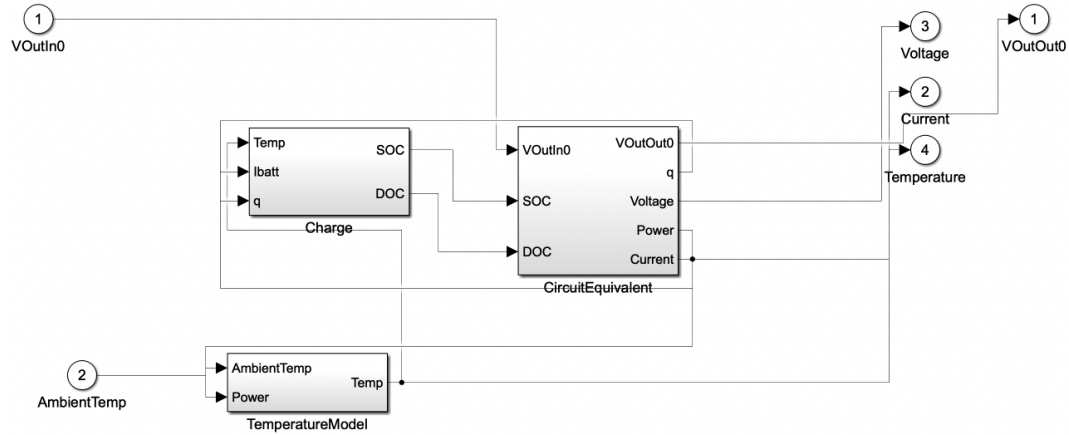 1
VOutIn0
3
Voltage
1
VOutOut0
2
Current
4
Temperature
Temp
Ibatt
q
SOC
DOC
Charge
VOutIn0
SOC
DOC
VOutOut0
q
Voltage
Power
Current
CircuitEquivalent
2
AmbientTemp
AmbientTemp
Power
Temp
TemperatureModel